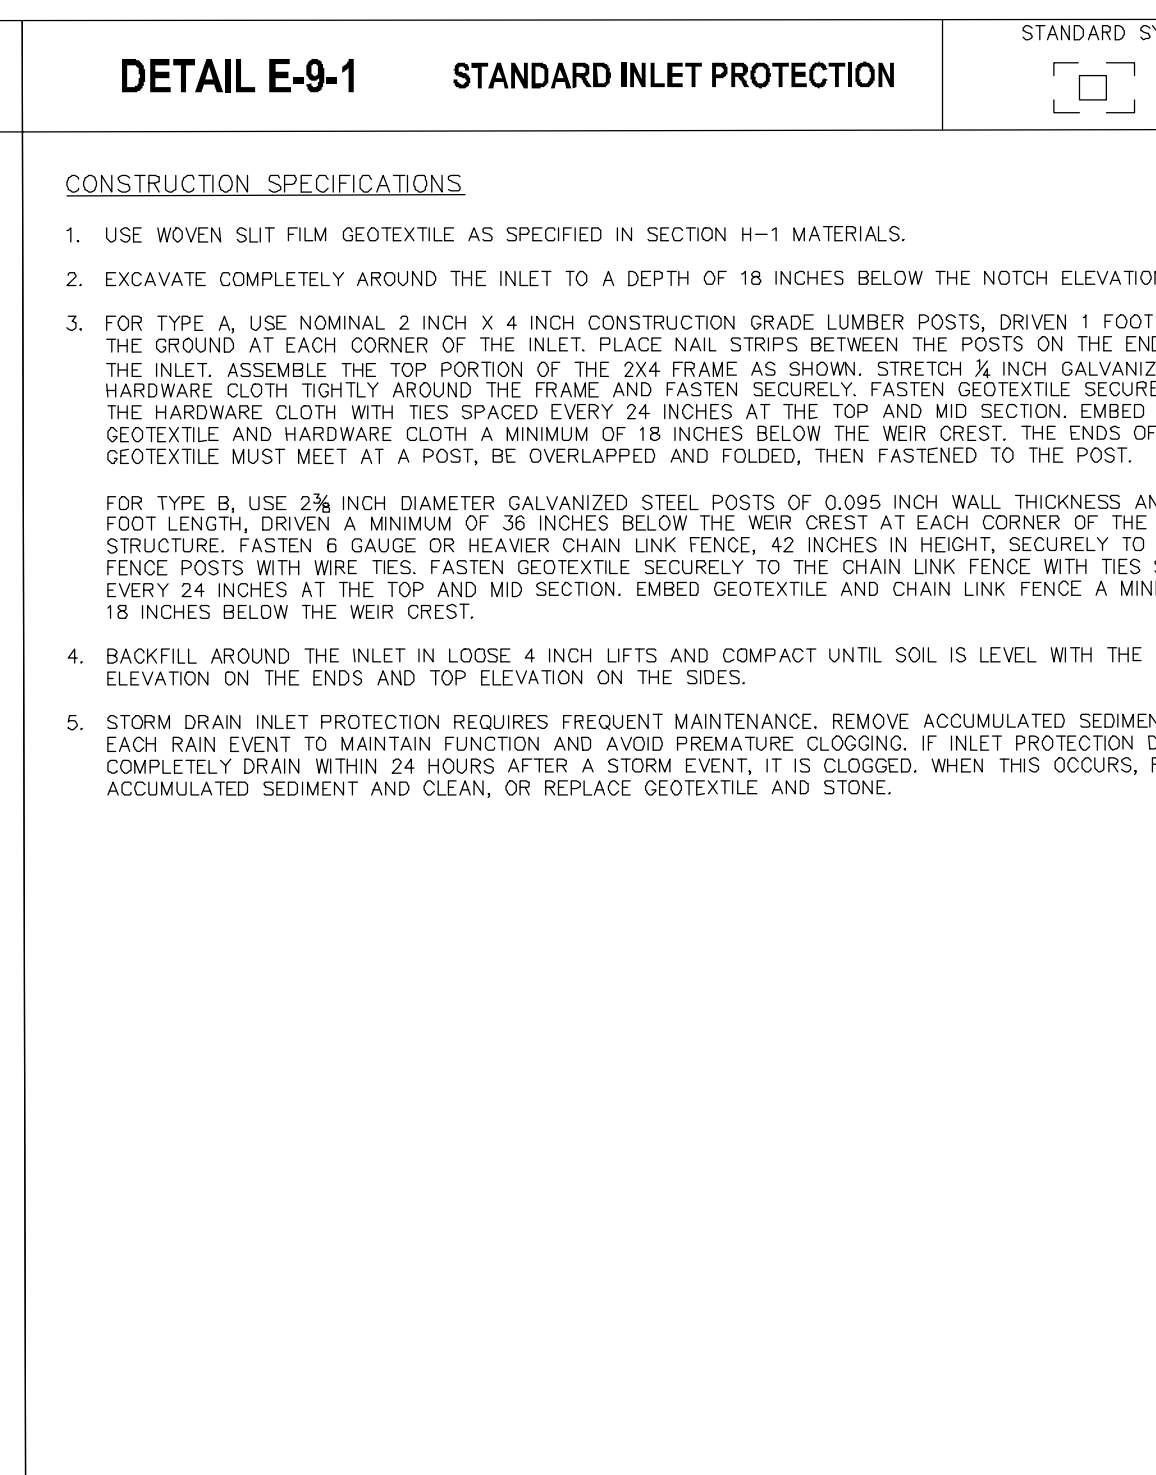 STANDARD SY
DETAIL E-9-1 STANDARD INLET PROTECTION
CONSTRUCTION SPECIFICATIONS
1. USE WOVEN SLIT FILM GEOTEXTILE AS SPECIFIED IN SECTION H-1 MATERIALS.
2. EXCAVATE COMPLETELY AROUND THE INLET TO A DEPTH OF 18 INCHES BELOW THE NOTCH ELEVATION
3. FOR TYPE A, USE NOMINAL 2 INCH X 4 INCH CONSTRUCTION GRADE LUMBER POSTS, DRIVEN 1 FOOT
THE GROUND AT EACH CORNER OF THE INLET. PLACE NAIL STRIPS BETWEEN THE POSTS ON THE END
THE INLET. ASSEMBLE THE TOP PORTION OF THE 2X4 FRAME AS SHOWN. STRETCH ¼ INCH GALVANIZ
HARDWARE CLOTH TIGHTLY AROUND THE FRAME AND FASTEN SECURELY. FASTEN GEOTEXTILE SECURE
THE HARDWARE CLOTH WITH TIES SPACED EVERY 24 INCHES AT THE TOP AND MID SECTION. EMBED
GEOTEXTILE AND HARDWARE CLOTH A MINIMUM OF 18 INCHES BELOW THE WEIR CREST. THE ENDS OF
GEOTEXTILE MUST MEET AT A POST, BE OVERLAPPED AND FOLDED, THEN FASTENED TO THE POST.
FOR TYPE B, USE 2⅜ INCH DIAMETER GALVANIZED STEEL POSTS OF 0.095 INCH WALL THICKNESS AN
FOOT LENGTH, DRIVEN A MINIMUM OF 36 INCHES BELOW THE WEIR CREST AT EACH CORNER OF THE
STRUCTURE. FASTEN 6 GAUGE OR HEAVIER CHAIN LINK FENCE, 42 INCHES IN HEIGHT, SECURELY TO
FENCE POSTS WITH WIRE TIES. FASTEN GEOTEXTILE SECURELY TO THE CHAIN LINK FENCE WITH TIES S
EVERY 24 INCHES AT THE TOP AND MID SECTION. EMBED GEOTEXTILE AND CHAIN LINK FENCE A MINI
18 INCHES BELOW THE WEIR CREST.
4. BACKFILL AROUND THE INLET IN LOOSE 4 INCH LIFTS AND COMPACT UNTIL SOIL IS LEVEL WITH THE
ELEVATION ON THE ENDS AND TOP ELEVATION ON THE SIDES.
5. STORM DRAIN INLET PROTECTION REQUIRES FREQUENT MAINTENANCE. REMOVE ACCUMULATED SEDIMEN
EACH RAIN EVENT TO MAINTAIN FUNCTION AND AVOID PREMATURE CLOGGING. IF INLET PROTECTION D
COMPLETELY DRAIN WITHIN 24 HOURS AFTER A STORM EVENT, IT IS CLOGGED. WHEN THIS OCCURS,
ACCUMULATED SEDIMENT AND CLEAN, OR REPLACE GEOTEXTILE AND STONE.